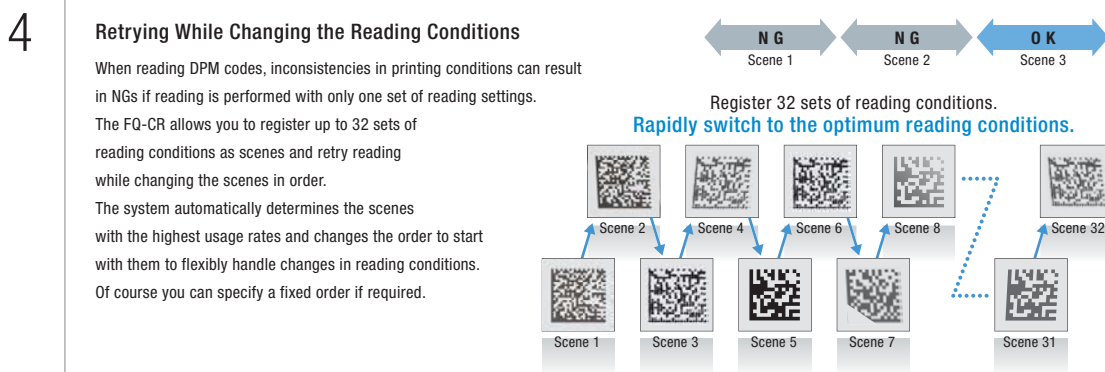 4
Retrying While Changing the Reading Conditions
When reading DPM codes, inconsistencies in printing conditions can result
in NGs if reading is performed with only one set of reading settings.
The FQ-CR allows you to register up to 32 sets of
reading conditions as scenes and retry reading
while changing the scenes in order.
The system automatically determines the scenes
with the highest usage rates and changes the order to start
with them to flexibly handle changes in reading conditions.
Of course you can specify a fixed order if required.
NG NG OK
Scene 1 Scene 2 Scene 3
Register 32 sets of reading conditions.
Rapidly switch to the optimum reading conditions.
Scene 2 Scene 4 Scene 6 Scene 8 Scene 32
Scene 1 Scene 3 Scene 5 Scene 7 Scene 31